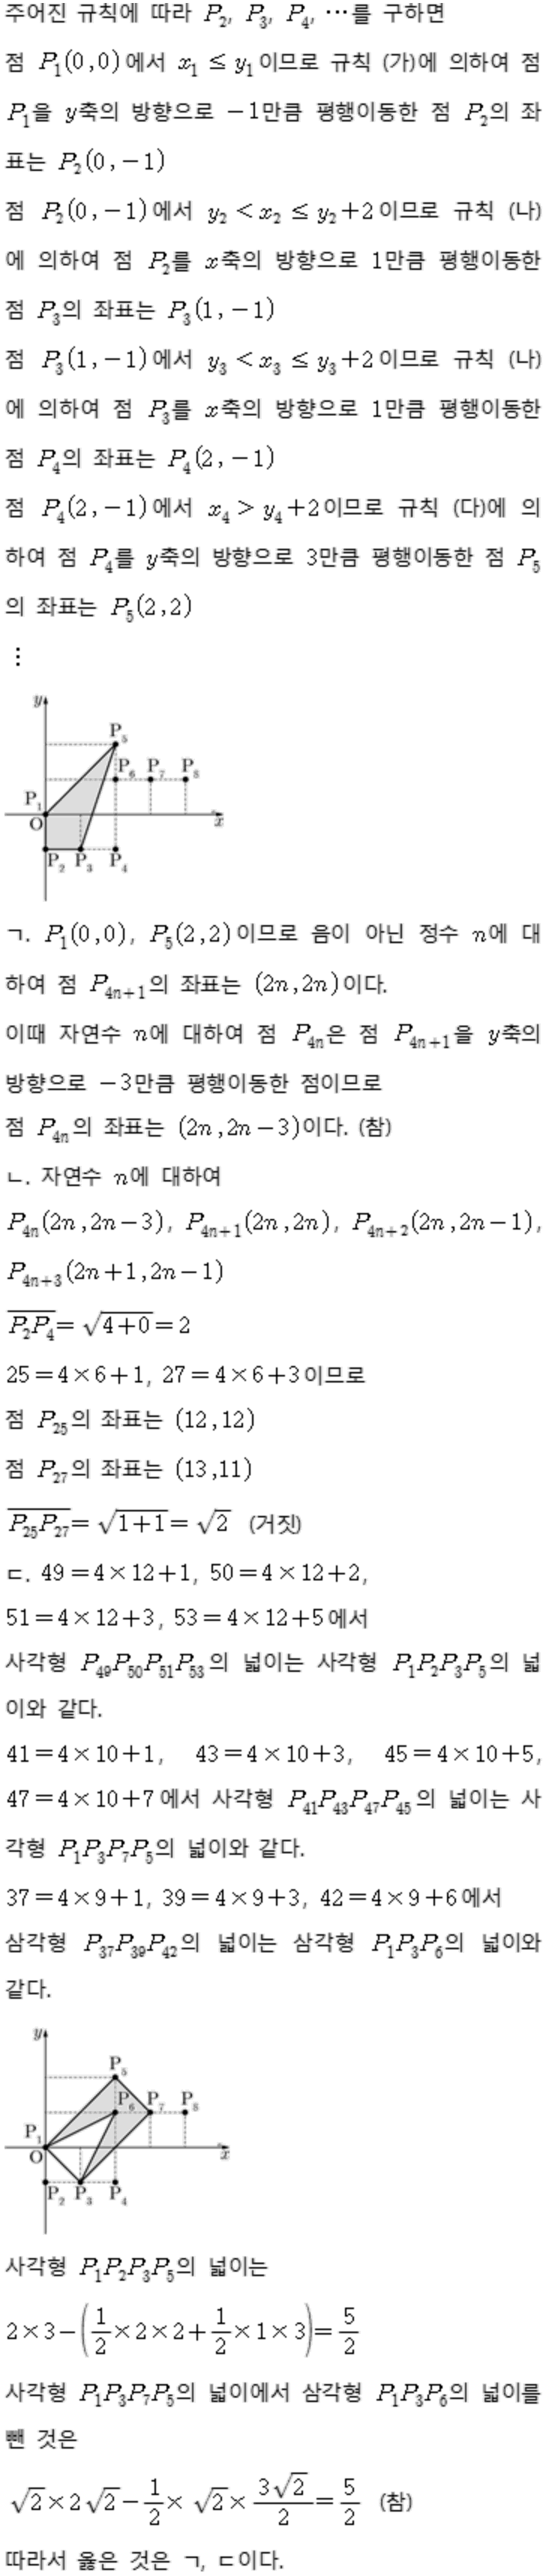 주어진 규칙에 따라 P₂, P₃, P₄, ⋯를 구하면
점 P₁(0,0)에서 x₁ ≤ y₁이므로 규칙 (가)에 의하여 점
P₁을 y축의 방향으로 −1만큼 평행이동한 점 P₂의 좌
표는 P₂(0,−1)
점 P₂(0,−1)에서 y₂ < x₂ ≤ y₂+2이므로 규칙 (나)
에 의하여 점 P₂를 x축의 방향으로 1만큼 평행이동한
점 P₃의 좌표는 P₃(1,−1)
점 P₃(1,−1)에서 y₃ < x₃ ≤ y₃+2이므로 규칙 (나)
에 의하여 점 P₃를 x축의 방향으로 1만큼 평행이동한
점 P₄의 좌표는 P₄(2,−1)
점 P₄(2,−1)에서 x₄ > y₄+2이므로 규칙 (다)에 의
하여 점 P₄를 y축의 방향으로 3만큼 평행이동한 점 P₅
의 좌표는 P₅(2,2)
⋮
y
P₅
P₆ P₇ P₈
P₁
O x
P₂ P₃ P₄
ㄱ. P₁(0,0), P₅(2,2)이므로 음이 아닌 정수 n에 대
하여 점 P₄ₙ₊₁의 좌표는 (2n,2n)이다.
이때 자연수 n에 대하여 점 P₄ₙ은 점 P₄ₙ₊₁을 y축의
방향으로 −3만큼 평행이동한 점이므로
점 P₄ₙ의 좌표는 (2n,2n−3)이다. (참)
ㄴ. 자연수 n에 대하여
P₄ₙ(2n,2n−3), P₄ₙ₊₁(2n,2n), P₄ₙ₊₂(2n,2n−1),
P₄ₙ₊₃(2n+1,2n−1)
P₂P₄ = √4+0 = 2
25=4×6+1, 27=4×6+3이므로
점 P₂₅의 좌표는 (12,12)
점 P₂₇의 좌표는 (13,11)
P₂₅P₂₇ = √1+1 = √2 (거짓)
ㄷ. 49=4×12+1, 50=4×12+2,
51=4×12+3, 53=4×12+5에서
사각형 P₄₉P₅₀P₅₁P₅₃의 넓이는 사각형 P₁P₂P₃P₅의 넓
이와 같다.
41=4×10+1, 43=4×10+3, 45=4×10+5,
47=4×10+7에서 사각형 P₄₁P₄₃P₄₇P₄₅의 넓이는 사
각형 P₁P₃P₇P₅의 넓이와 같다.
37=4×9+1, 39=4×9+3, 42=4×9+6에서
삼각형 P₃₇P₃₉P₄₂의 넓이는 삼각형 P₁P₃P₆의 넓이와
같다.
y
P₅
P₆ P₇ P₈
P₁
O x
P₂ P₃ P₄
사각형 P₁P₂P₃P₅의 넓이는
2×3−(1/2×2×2+1/2×1×3)=5/2
사각형 P₁P₃P₇P₅의 넓이에서 삼각형 P₁P₃P₆의 넓이를
뺀 것은
√2×2√2−1/2×√2×3√2/2=5/2 (참)
따라서 옳은 것은 ㄱ, ㄷ이다.